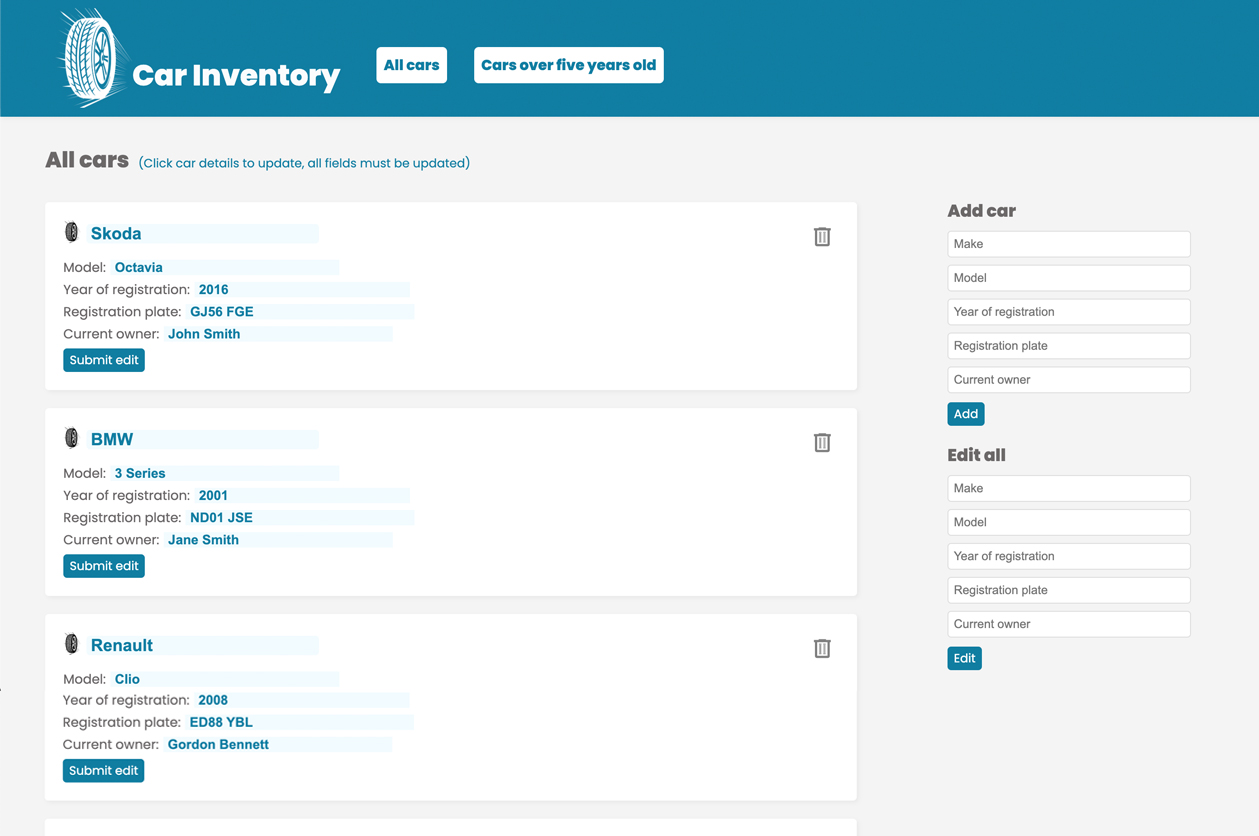 Car Inventory
All cars
Cars over five years old
All cars (Click car details to update, all fields must be updated)
Skoda
Model: Octavia
Year of registration: 2016
Registration plate: GJ56 FGE
Current owner: John Smith
Submit edit
BMW
Model: 3 Series
Year of registration: 2001
Registration plate: ND01 JSE
Current owner: Jane Smith
Submit edit
Renault
Model: Clio
Year of registration: 2008
Registration plate: ED88 YBL
Current owner: Gordon Bennett
Submit edit
Add car
Make
Model
Year of registration
Registration plate
Current owner
Add
Edit all
Make
Model
Year of registration
Registration plate
Current owner
Edit